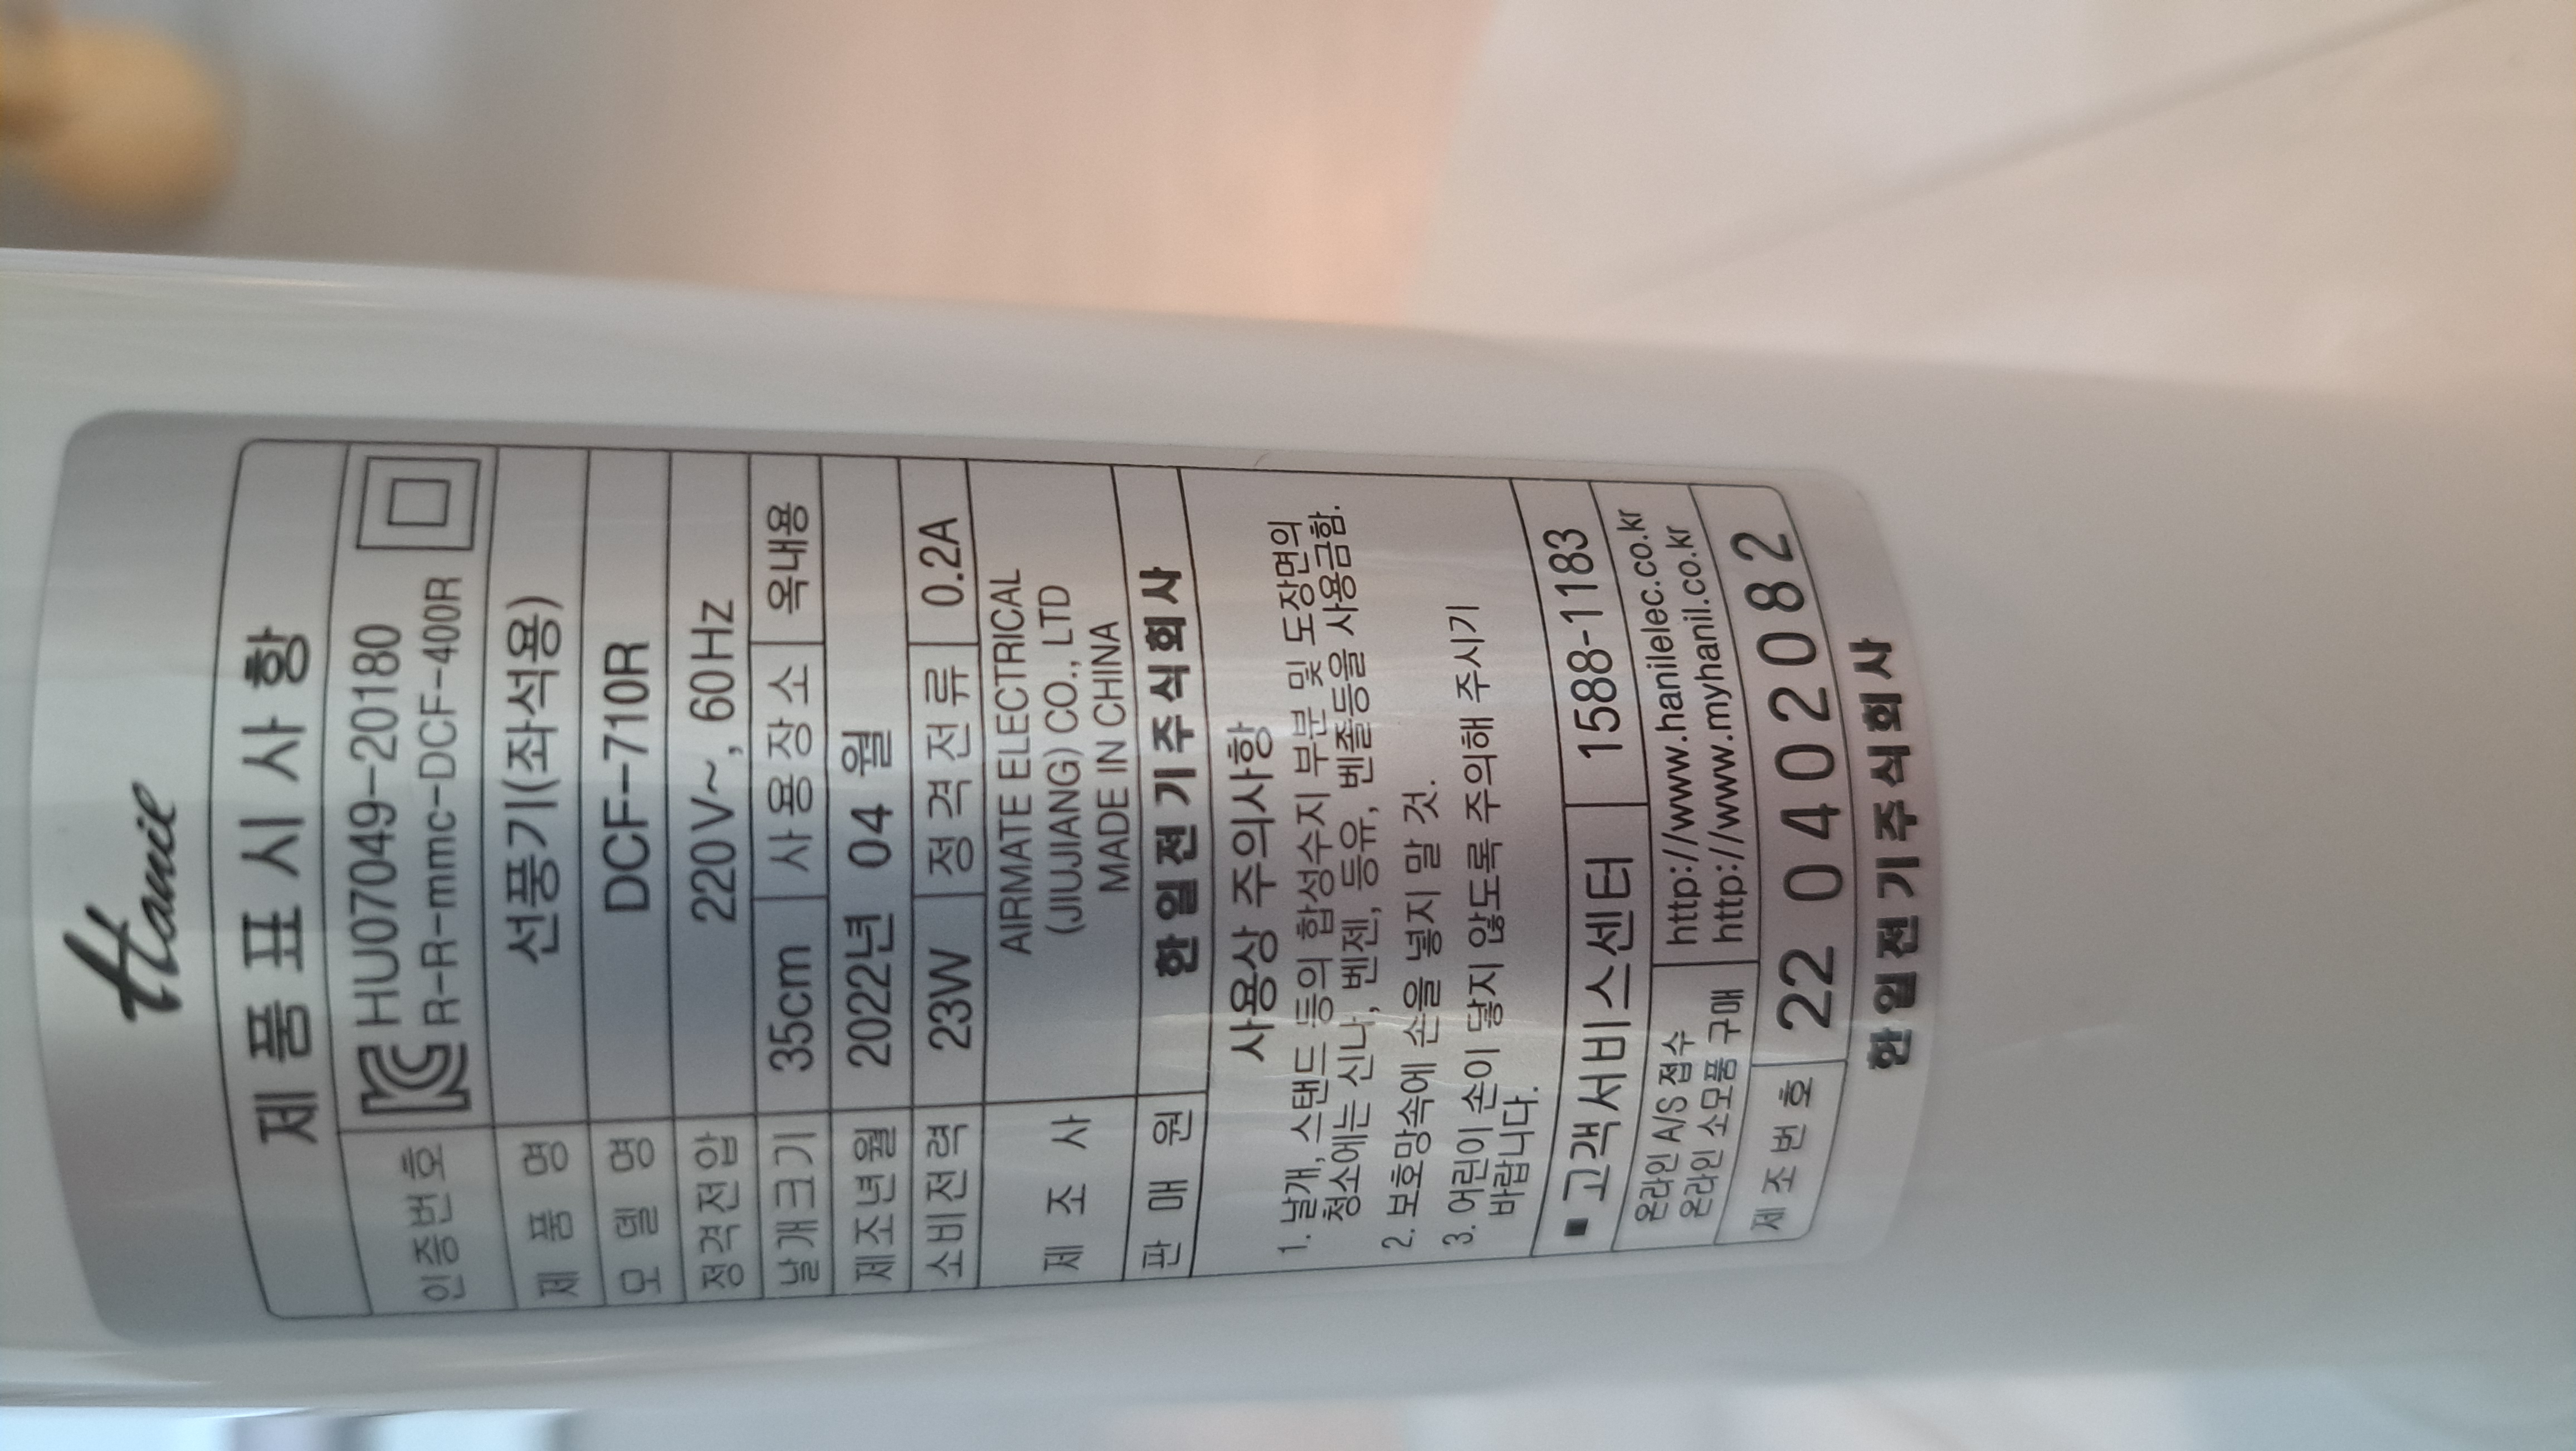 Hanil
제 품 표 시 사 항
인증번호 HU07049-20180
R-R-mmc-DCF-400R
제 품 명 선풍기(좌석용)
모 델 명 DCF-710R
정격전압 220V~, 60Hz
날개크기 35cm 사용장소 옥내용
제조년월 2022년 04 월
소비전력 23W 정격전류 0.2A
제 조 사 AIRMATE ELECTRICAL
(JIUJIANG) CO., LTD
MADE IN CHINA
판 매 원 한일전기주식회사
사용상 주의사항
1. 날개, 스탠드 등의 합성수지 부분 및 도장면의
청소에는 신나, 벤젠, 등유, 벤졸등을 사용금함.
2. 보호망속에 손을 넣지 말 것.
3. 어린이 손이 닿지 않도록 주의해 주시기
바랍니다.
■ 고객서비스센터 1588-1183
온라인 A/S 접수 http://www.hanilelec.co.kr
온라인 소모품 구매 http://www.myhanil.co.kr
제 조 번 호 22 0402082
한일전기주식회사